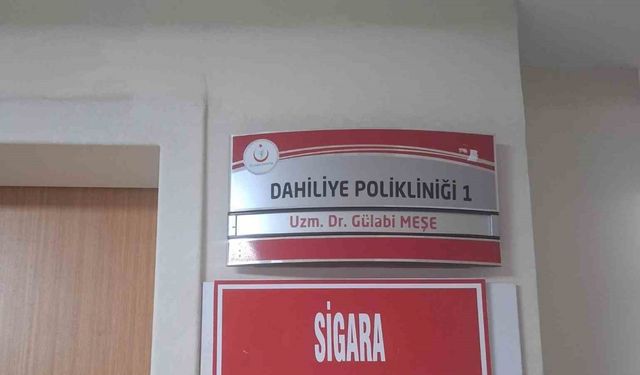 DAHİLİYE POLİKLİNİĞİ 1
Uzm. Dr. Gülabi MEŞE
SİGARA